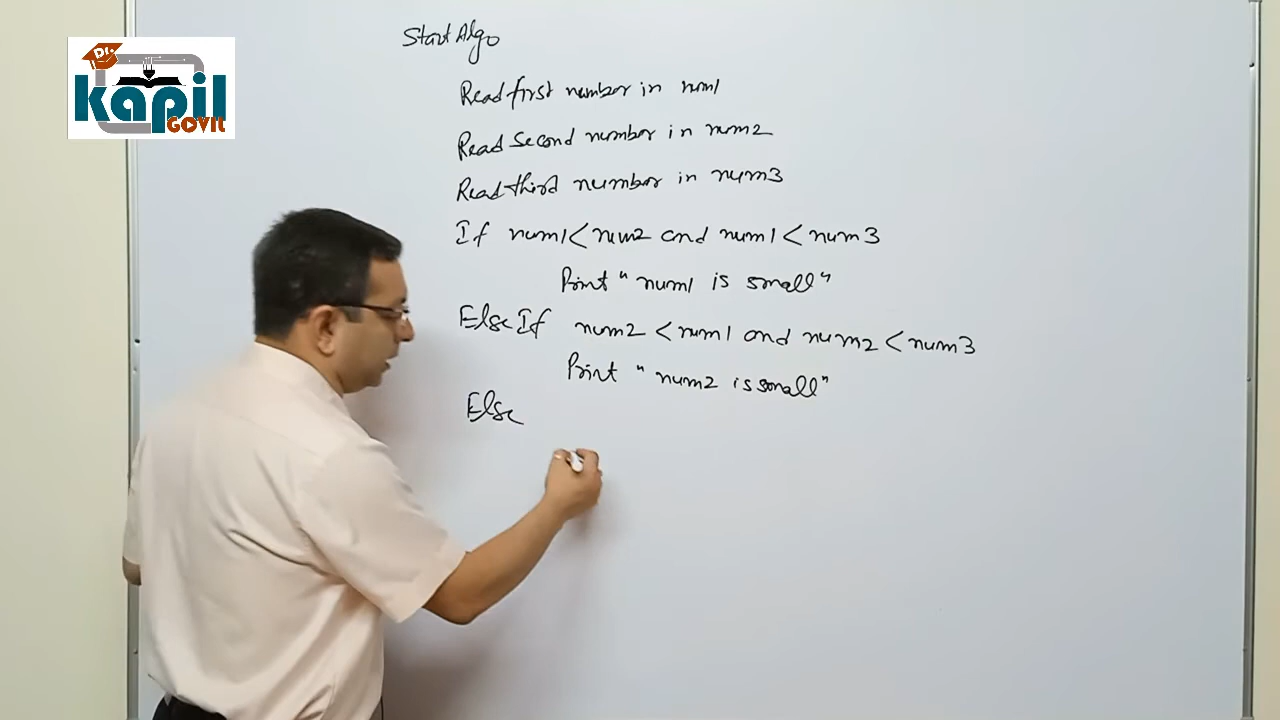 Dr.
Kapil
GOVIL
Start Algo
Read first number in num1
Read second number in num2
Read third number in num3
If num1 < num2 and num1 < num3
Print "num1 is small"
Else If num2 < num1 and num2 < num3
Print "num2 is small"
Else